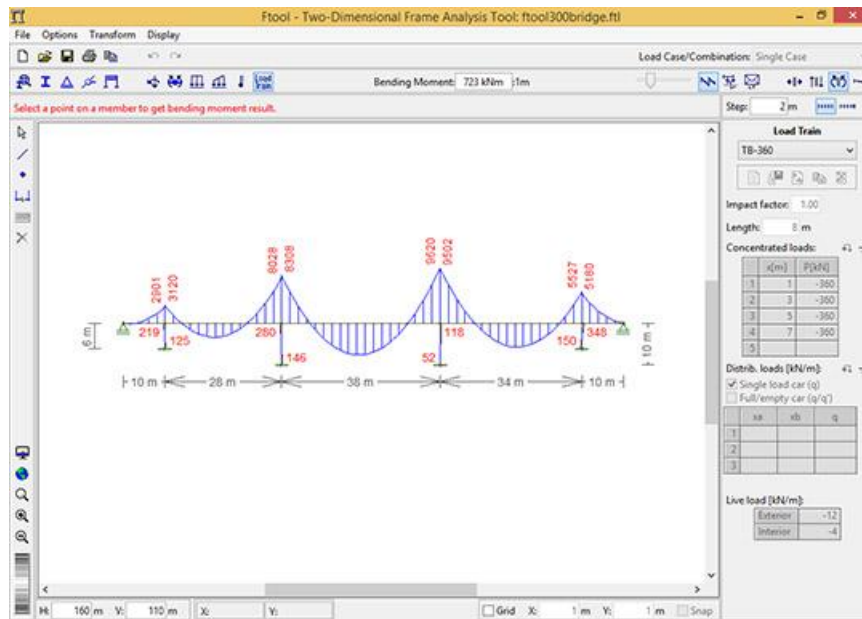 Ftool - Two-Dimensional Frame Analysis Tool: ftool300bridge.ftl
File Options Transform Display
Load Case/Combination: Single Case
Load Train
Bending Moment: 723 kNm :1m
Select a point on a member to get bending moment result.
Step: 2 m
Load Train
TB-360
Impact factor: 1.00
Length: 8 m
Concentrated loads:
x[m] P[kN]
1 1 -360
2 3 -360
3 5 -360
4 7 -360
5
Distrib. loads [kN/m]:
Single load car (q)
Full/empty car (q/q')
xa xb q
1
2
3
Live load [kN/m]:
Exterior -12
Interior -4
2901 3120 8028 8308 9620 9502 5527 5180
219 125 280 146 118 52 150 348
6 m
10 m
10 m 28 m 38 m 34 m 10 m
H: 160 m V: 110 m X: Y: Grid X: 1 m Y: 1 m Snap